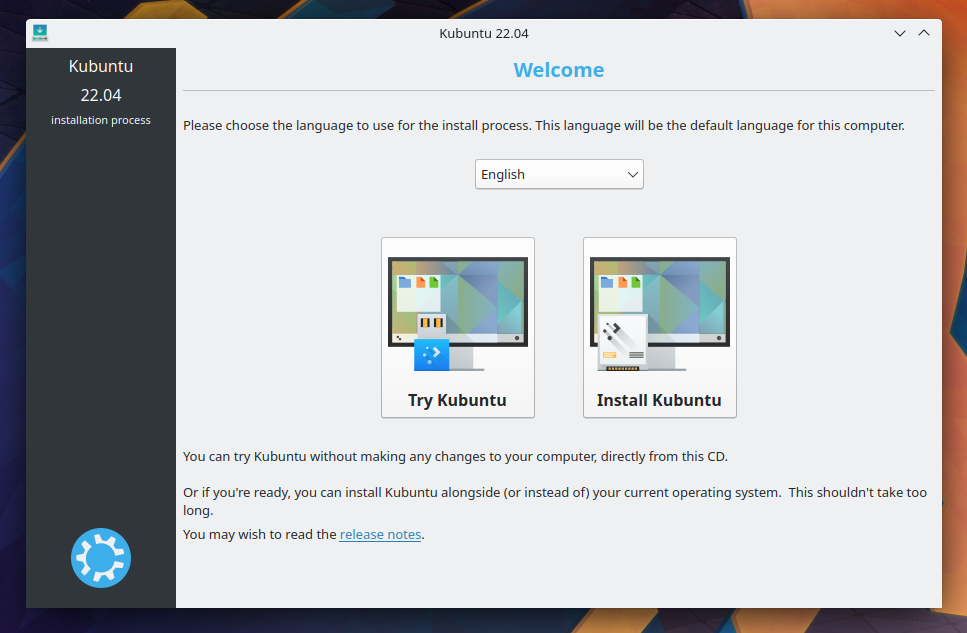 Kubuntu 22.04
Kubuntu
22.04
installation process
Welcome
Please choose the language to use for the install process. This language will be the default language for this computer.
English
Try Kubuntu
Install Kubuntu
You can try Kubuntu without making any changes to your computer, directly from this CD.
Or if you're ready, you can install Kubuntu alongside (or instead of) your current operating system.  This shouldn't take too
long.
You may wish to read the release notes.